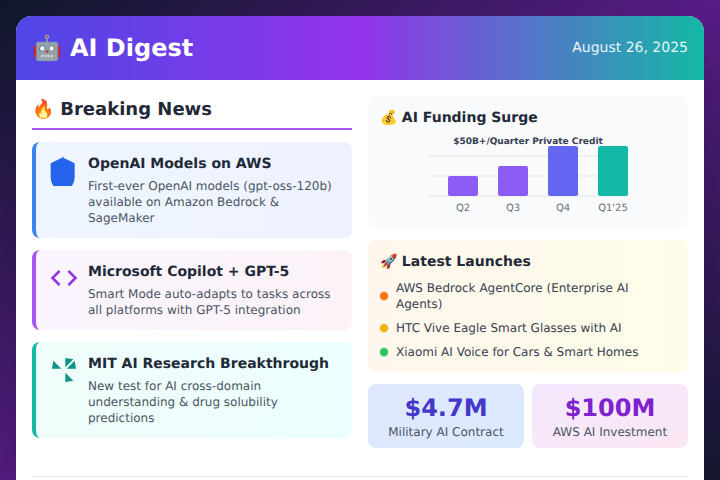 🤖 AI Digest
August 26, 2025
🔥 Breaking News
OpenAI Models on AWS
First-ever OpenAI models (gpt-oss-120b)
available on Amazon Bedrock &
SageMaker
Microsoft Copilot + GPT-5
Smart Mode auto-adapts to tasks across
all platforms with GPT-5 integration
MIT AI Research Breakthrough
New test for AI cross-domain
understanding & drug solubility
predictions
💰 AI Funding Surge
$50B+/Quarter Private Credit
Q2 Q3 Q4 Q1'25
🚀 Latest Launches
AWS Bedrock AgentCore (Enterprise AI
Agents)
HTC Vive Eagle Smart Glasses with AI
Xiaomi AI Voice for Cars & Smart Homes
$4.7M
Military AI Contract
$100M
AWS AI Investment